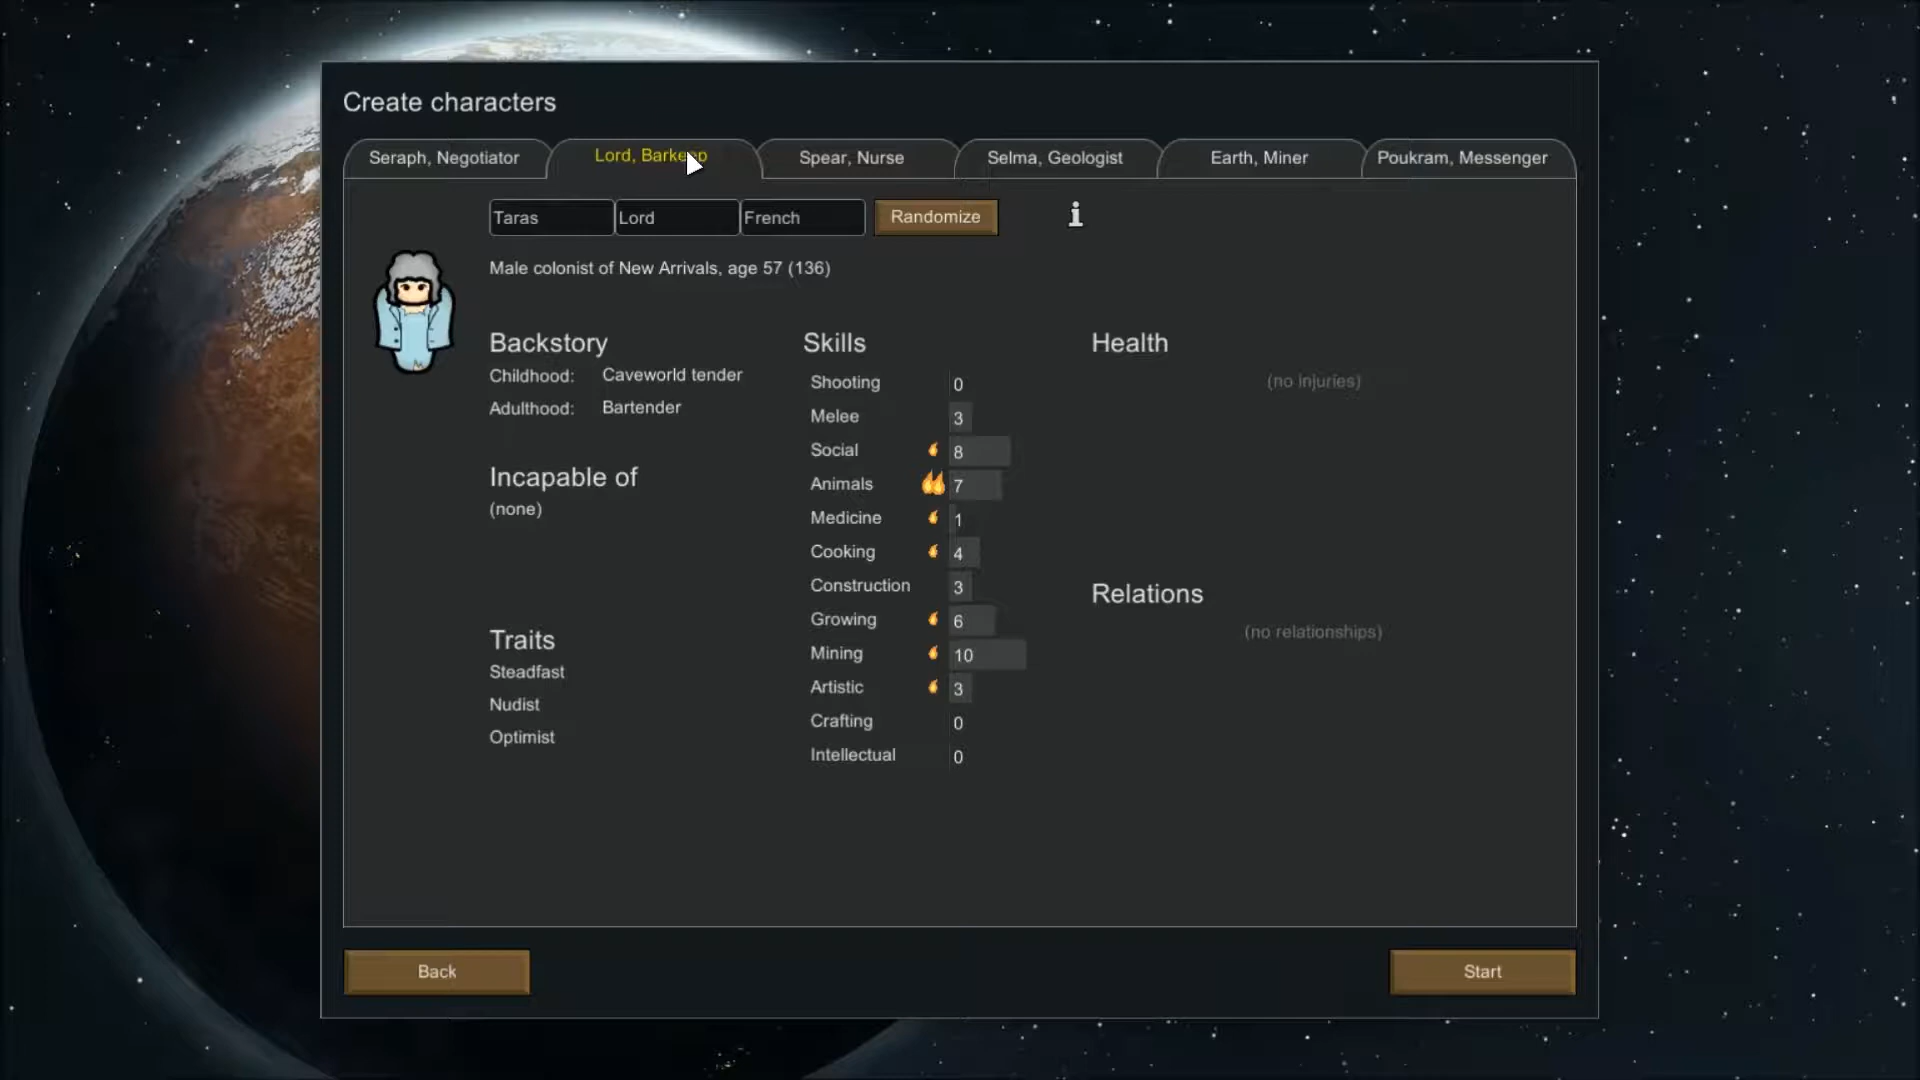 Create characters
Seraph, Negotiator
Lord, Barkeep
Spear, Nurse
Selma, Geologist
Earth, Miner
Poukram, Messenger
Taras
Lord
French
Randomize
Male colonist of New Arrivals, age 57 (136)
Backstory
Childhood: Caveworld tender
Adulthood: Bartender
Incapable of
(none)
Traits
Steadfast
Nudist
Optimist
Skills
Shooting 0
Melee 3
Social 8
Animals 7
Medicine 1
Cooking 4
Construction 3
Growing 6
Mining 10
Artistic 3
Crafting 0
Intellectual 0
Health
(no injuries)
Relations
(no relationships)
Back
Start